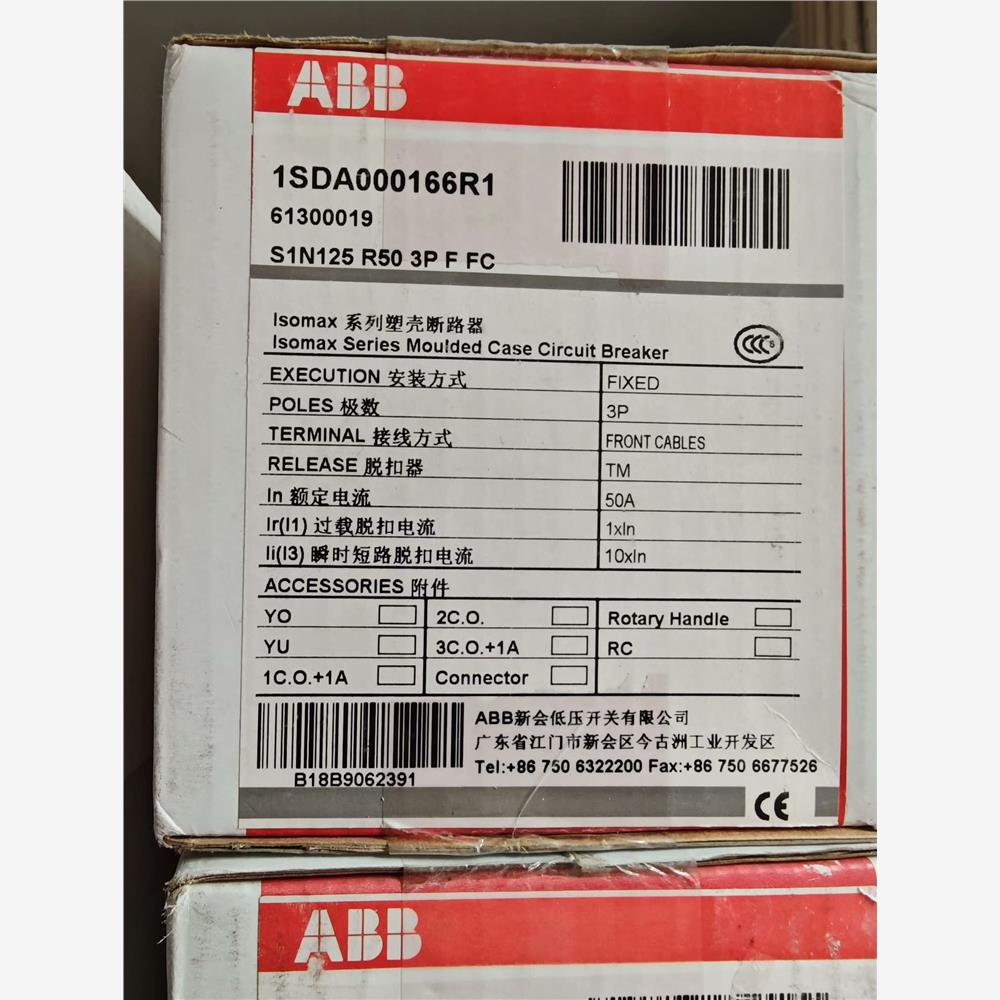 ABB
1SDA000166R1
61300019
S1N125 R50 3P F FC
Isomax 系列塑壳断路器
Isomax Series Moulded Case Circuit Breaker
CCC S
EXECUTION 安装方式 FIXED
POLES 极数 3P
TERMINAL 接线方式 FRONT CABLES
RELEASE 脱扣器 TM
In 额定电流 50A
Ir(I1) 过载脱扣电流 1xIn
Ii(I3) 瞬时短路脱扣电流 10xIn
ACCESSORIES 附件
YO 2C.O. Rotary Handle
YU 3C.O.+1A RC
1C.O.+1A Connector
ABB新会低压开关有限公司
广东省江门市新会区今古洲工业开发区
Tel:+86 750 6322200 Fax:+86 750 6677526
B18B9062391
CE
ABB